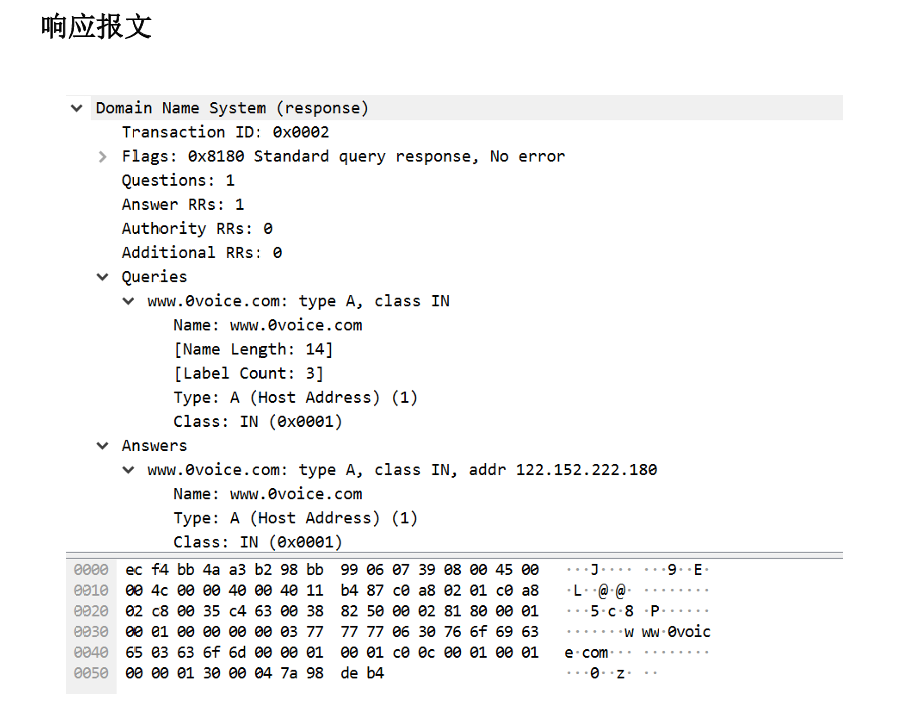 响应报文
Domain Name System (response)
Transaction ID: 0x0002
Flags: 0x8180 Standard query response, No error
Questions: 1
Answer RRs: 1
Authority RRs: 0
Additional RRs: 0
Queries
www.0voice.com: type A, class IN
Name: www.0voice.com
[Name Length: 14]
[Label Count: 3]
Type: A (Host Address) (1)
Class: IN (0x0001)
Answers
www.0voice.com: type A, class IN, addr 122.152.222.180
Name: www.0voice.com
Type: A (Host Address) (1)
Class: IN (0x0001)
0000 ec f4 bb 4a a3 b2 98 bb 99 06 07 39 08 00 45 00 ···J···· ···9··E·
0010 00 4c 00 00 40 00 40 11 b4 87 c0 a8 02 01 c0 a8 ·L··@·@· ········
0020 02 c8 00 35 c4 63 00 38 82 50 00 02 81 80 00 01 ···5·c·8 ·P······
0030 00 01 00 00 00 00 03 77 77 77 06 30 76 6f 69 63 ·······w ww·0voic
0040 65 03 63 6f 6d 00 00 01 00 01 c0 0c 00 01 00 01 e·com··· ········
0050 00 00 01 30 00 04 7a 98 de b4 ···0··z· ··